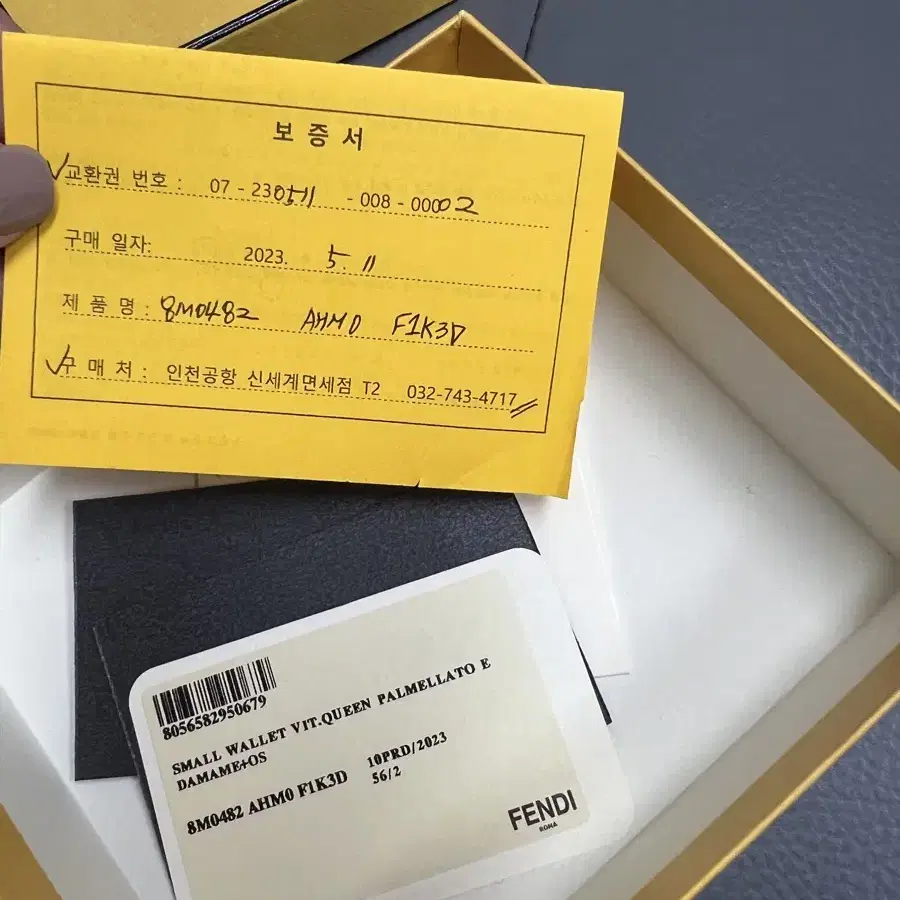 보증서
✓교환권 번호 : 07 - 230511 - 008 - 00002
구매 일자: 2023. 5. 11
제 품 명 : 8M0482 AHM0 F1K3D
✓구 매 처 : 인천공항 신세계면세점 T2 032-743-4717
8056582950679
SMALL WALLET VIT.QUEEN PALMELLATO E
DAMAME+OS
8M0482 AHM0 F1K3D 10PRD/2023
56/2
FENDI
ROMA